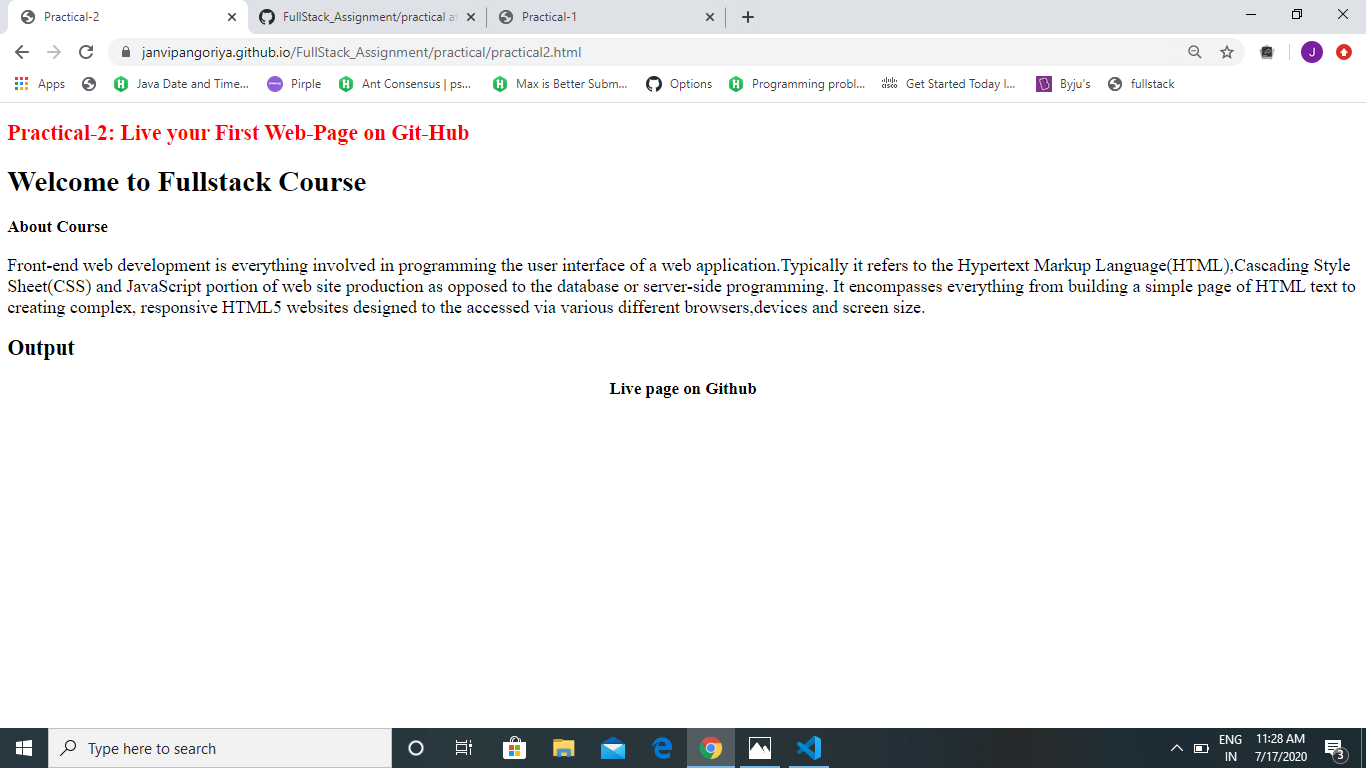 Practical-2
FullStack_Assignment/practical at
Practical-1
janvipangoriya.github.io/FullStack_Assignment/practical/practical2.html
J
Apps
Java Date and Time...
Pirple
Ant Consensus | ps...
Max is Better Subm...
Options
Programming probl...
Get Started Today I...
Byju's
fullstack
Practical-2: Live your First Web-Page on Git-Hub
Welcome to Fullstack Course
About Course
Front-end web development is everything involved in programming the user interface of a web application.Typically it refers to the Hypertext Markup Language(HTML),Cascading Style
Sheet(CSS) and JavaScript portion of web site production as opposed to the database or server-side programming. It encompasses everything from building a simple page of HTML text to
creating complex, responsive HTML5 websites designed to the accessed via various different browsers,devices and screen size.
Output
Live page on Github
Type here to search
ENG
IN
11:28 AM
7/17/2020
3